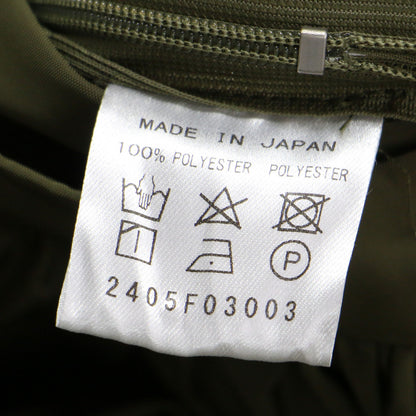 MADE IN JAPAN
100% POLYESTER POLYESTER
P
2405F03003